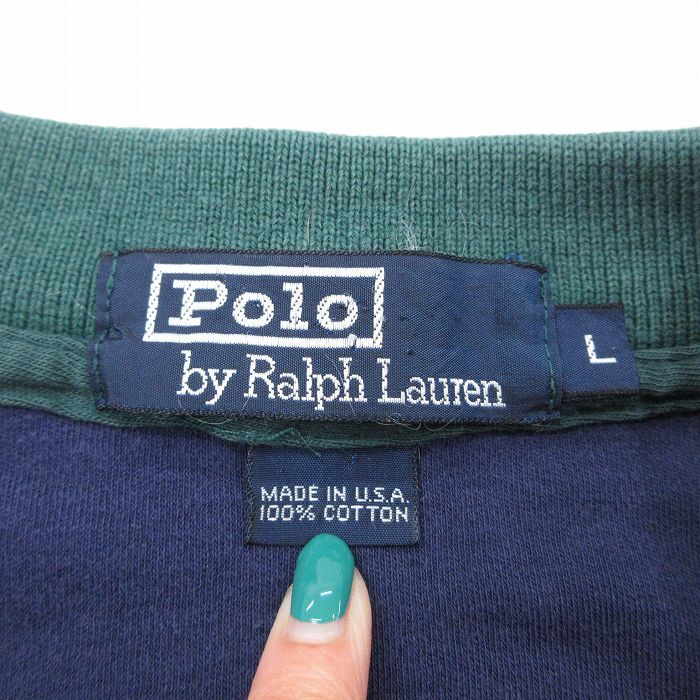 Polo
by Ralph Lauren
L
MADE IN U.S.A.
100% COTTON